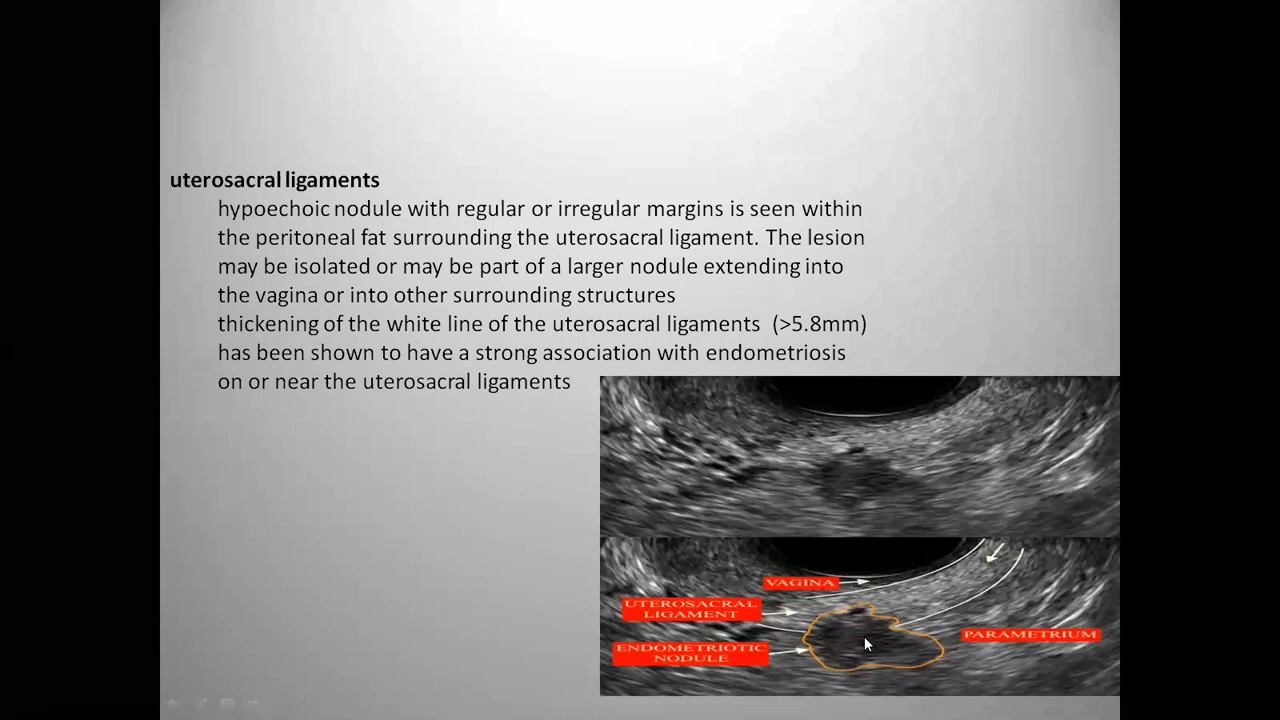 uterosacral ligaments
hypoechoic nodule with regular or irregular margins is seen within
the peritoneal fat surrounding the uterosacral ligament. The lesion
may be isolated or may be part of a larger nodule extending into
the vagina or into other surrounding structures
thickening of the white line of the uterosacral ligaments (>5.8mm)
has been shown to have a strong association with endometriosis
on or near the uterosacral ligaments
VAGINA
UTEROSACRAL
LIGAMENT
PARAMETRIUM
ENDOMETRIOTIC
NODULE